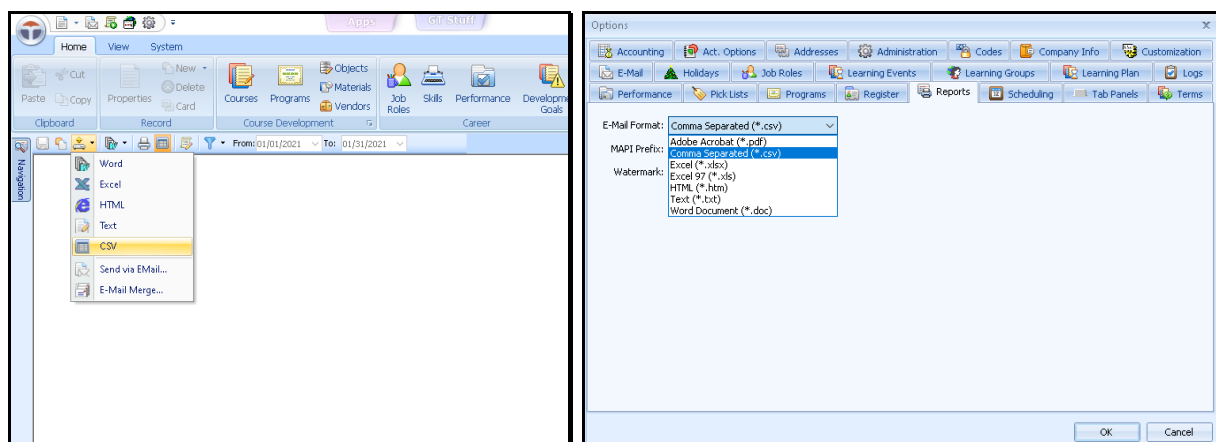 Apps GT Stuff
Home View System
Paste
Cut
Copy
Clipboard
Properties
New
Delete
Card
Record
Courses
Programs
Objects
Materials
Vendors
Course Development
Job Roles
Skills
Performance
Developme
Goals
Career
From: 01/01/2021 To: 01/31/2021
Navigation
Word
Excel
HTML
Text
CSV
Send via EMail...
E-Mail Merge...
Options
Accounting Act. Options Addresses Administration Codes Company Info Customization
E-Mail Holidays Job Roles Learning Events Learning Groups Learning Plan Logs
Performance Pick Lists Programs Register Reports Scheduling Tab Panels Terms
E-Mail Format: Comma Separated (*.csv)
MAPI Prefix:
Watermark:
Adobe Acrobat (*.pdf)
Comma Separated (*.csv)
Excel (*.xlsx)
Excel 97 (*.xls)
HTML (*.htm)
Text (*.txt)
Word Document (*.doc)
OK Cancel